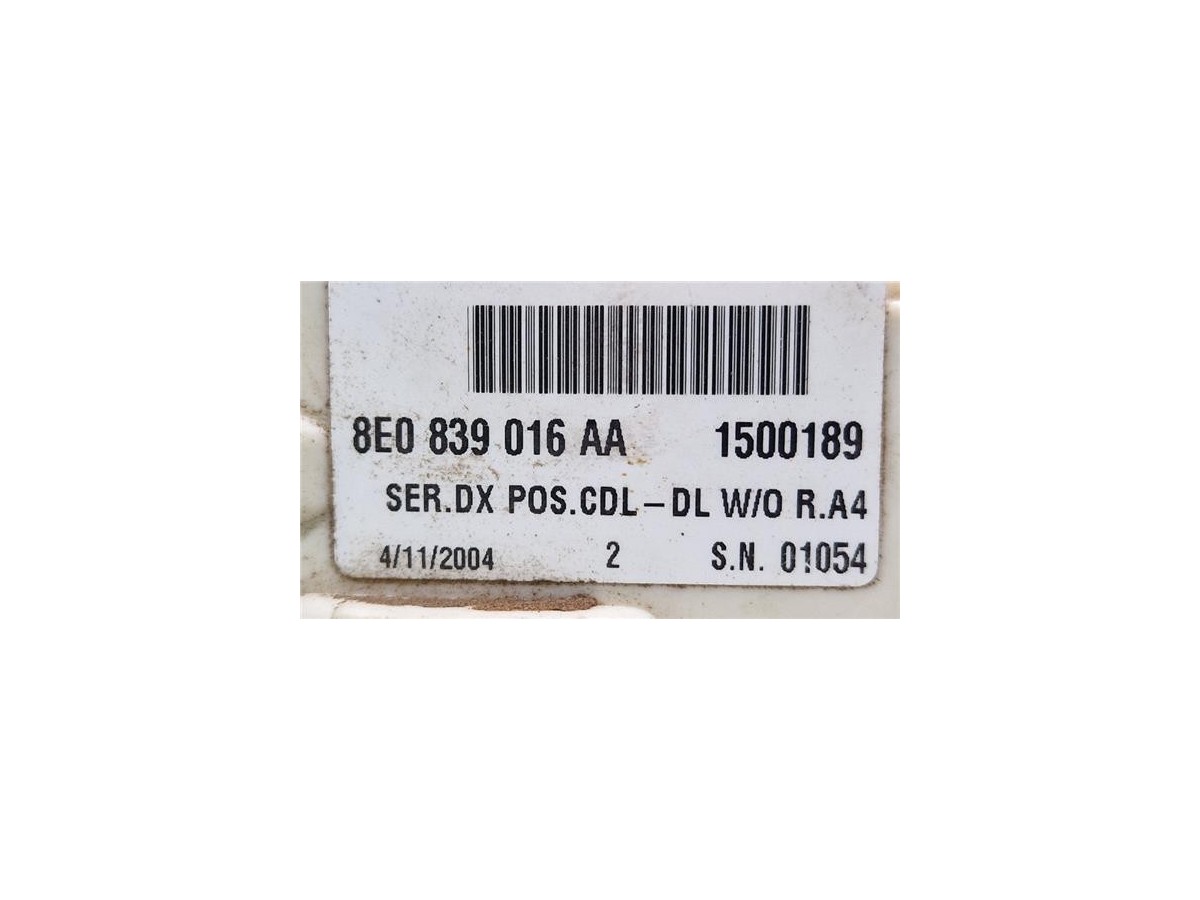 8E0 839 016 AA 1500189
SER.DX POS.CDL-DL W/O R.A4
4/11/2004 2 S.N. 01054